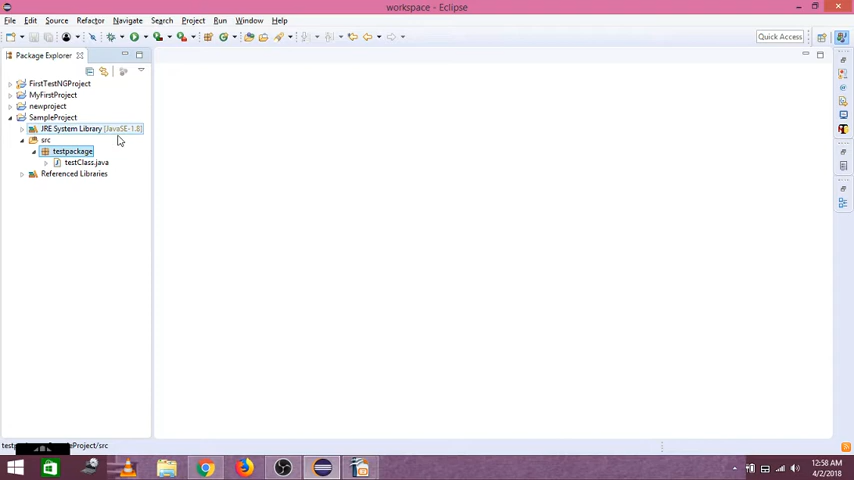 workspace - Eclipse
File Edit Source Refactor Navigate Search Project Run Window Help
Quick Access
Package Explorer
FirstTestNGProject
MyFirstProject
newproject
SampleProject
JRE System Library [JavaSE-1.8]
src
testpackage
testClass.java
Referenced Libraries
12:58 AM
4/2/2018